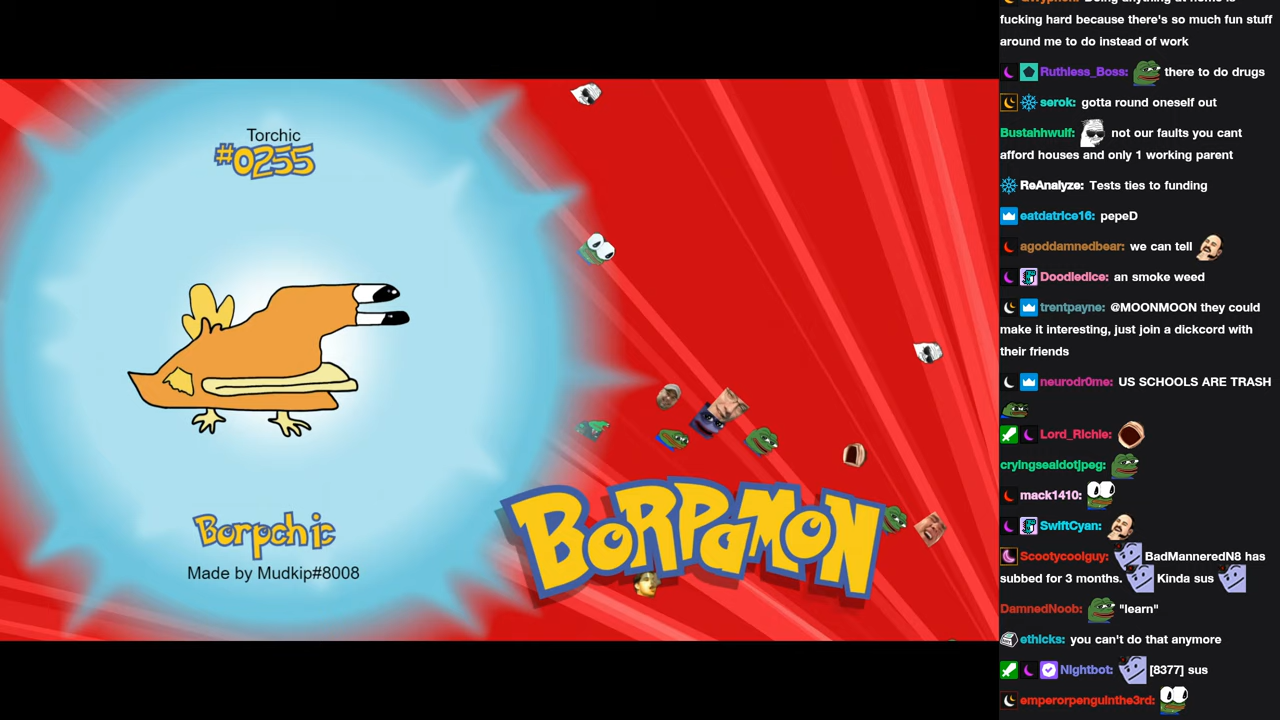 Torchic
#0255
Borpchic
Made by Mudkip#8008
BORPAMON
fucking hard because there's so much fun stuff
around me to do instead of work
Ruthless_Boss: there to do drugs
serok: gotta round oneself out
Bustahhwulf: not our faults you cant
afford houses and only 1 working parent
ReAnalyze: Tests ties to funding
eatdatrice16: pepeD
agoddamnedbear: we can tell
DoodledIce: an smoke weed
trentpayne: @MOONMOON they could
make it interesting, just join a dickcord with
their friends
neurodr0me: US SCHOOLS ARE TRASH
Lord_Richie:
cryingsealdotjpeg:
mack1410:
SwiftCyan:
Scootycoolguy: BadManneredN8 has
subbed for 3 months. Kinda sus
DamnedNoob: "learn"
ethicks: you can't do that anymore
Nightbot: [8377] sus
emperorpenguinthe3rd: